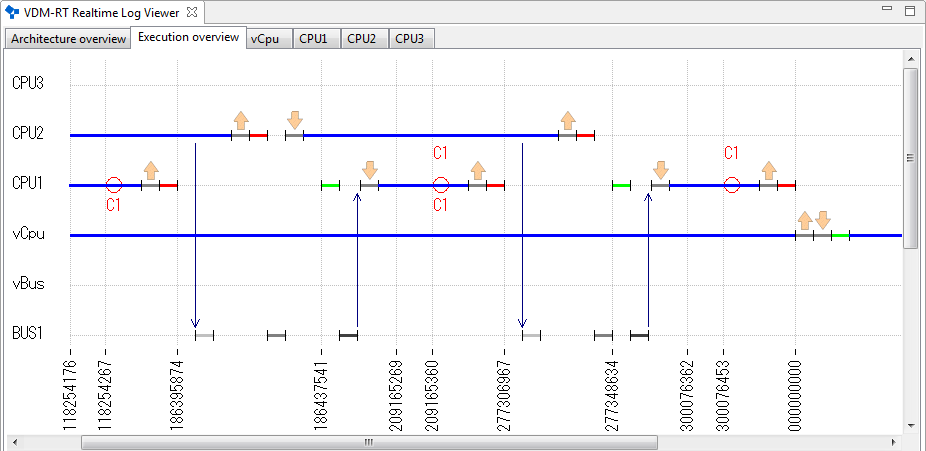 VDM-RT Realtime Log Viewer
Architecture overview
Execution overview
vCpu
CPU1
CPU2
CPU3
CPU3
CPU2
C1
C1
CPU1
C1
C1
vCpu
vBus
BUS1
118254176
118254267
186395874
186437541
209165269
209165360
277306967
277348634
300076362
300076453
000000000